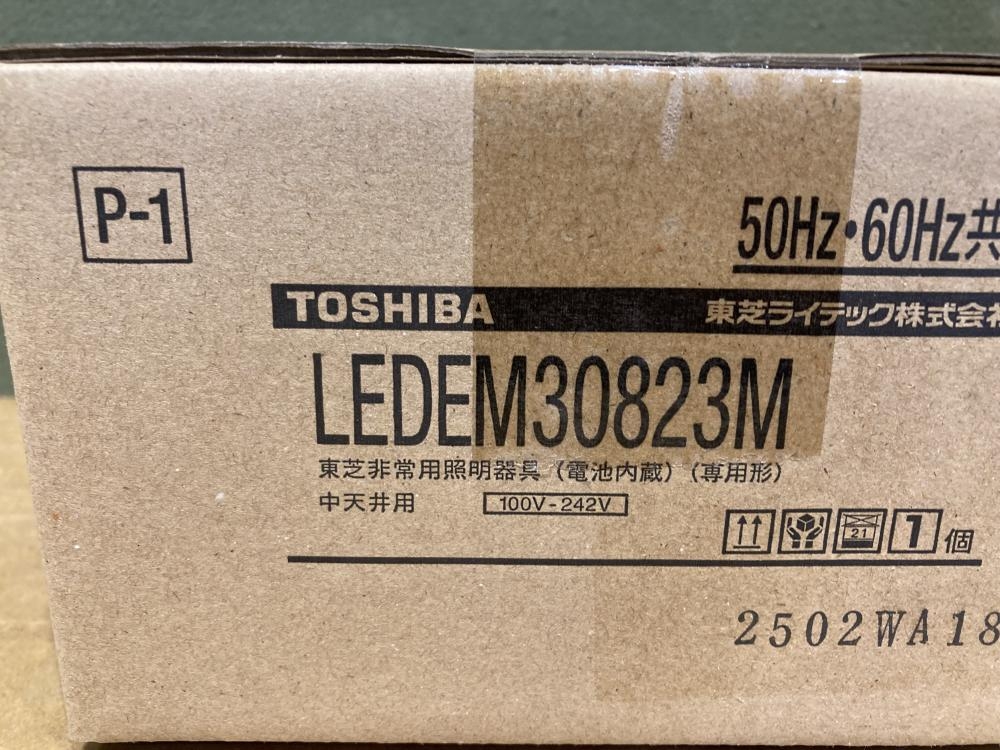 P-1
50Hz・60Hz共
TOSHIBA 東芝ライテック株式会社
LEDEM30823M
東芝非常用照明器具（電池内蔵）（専用形）
中天井用 100V-242V
21 1個
2502WA18